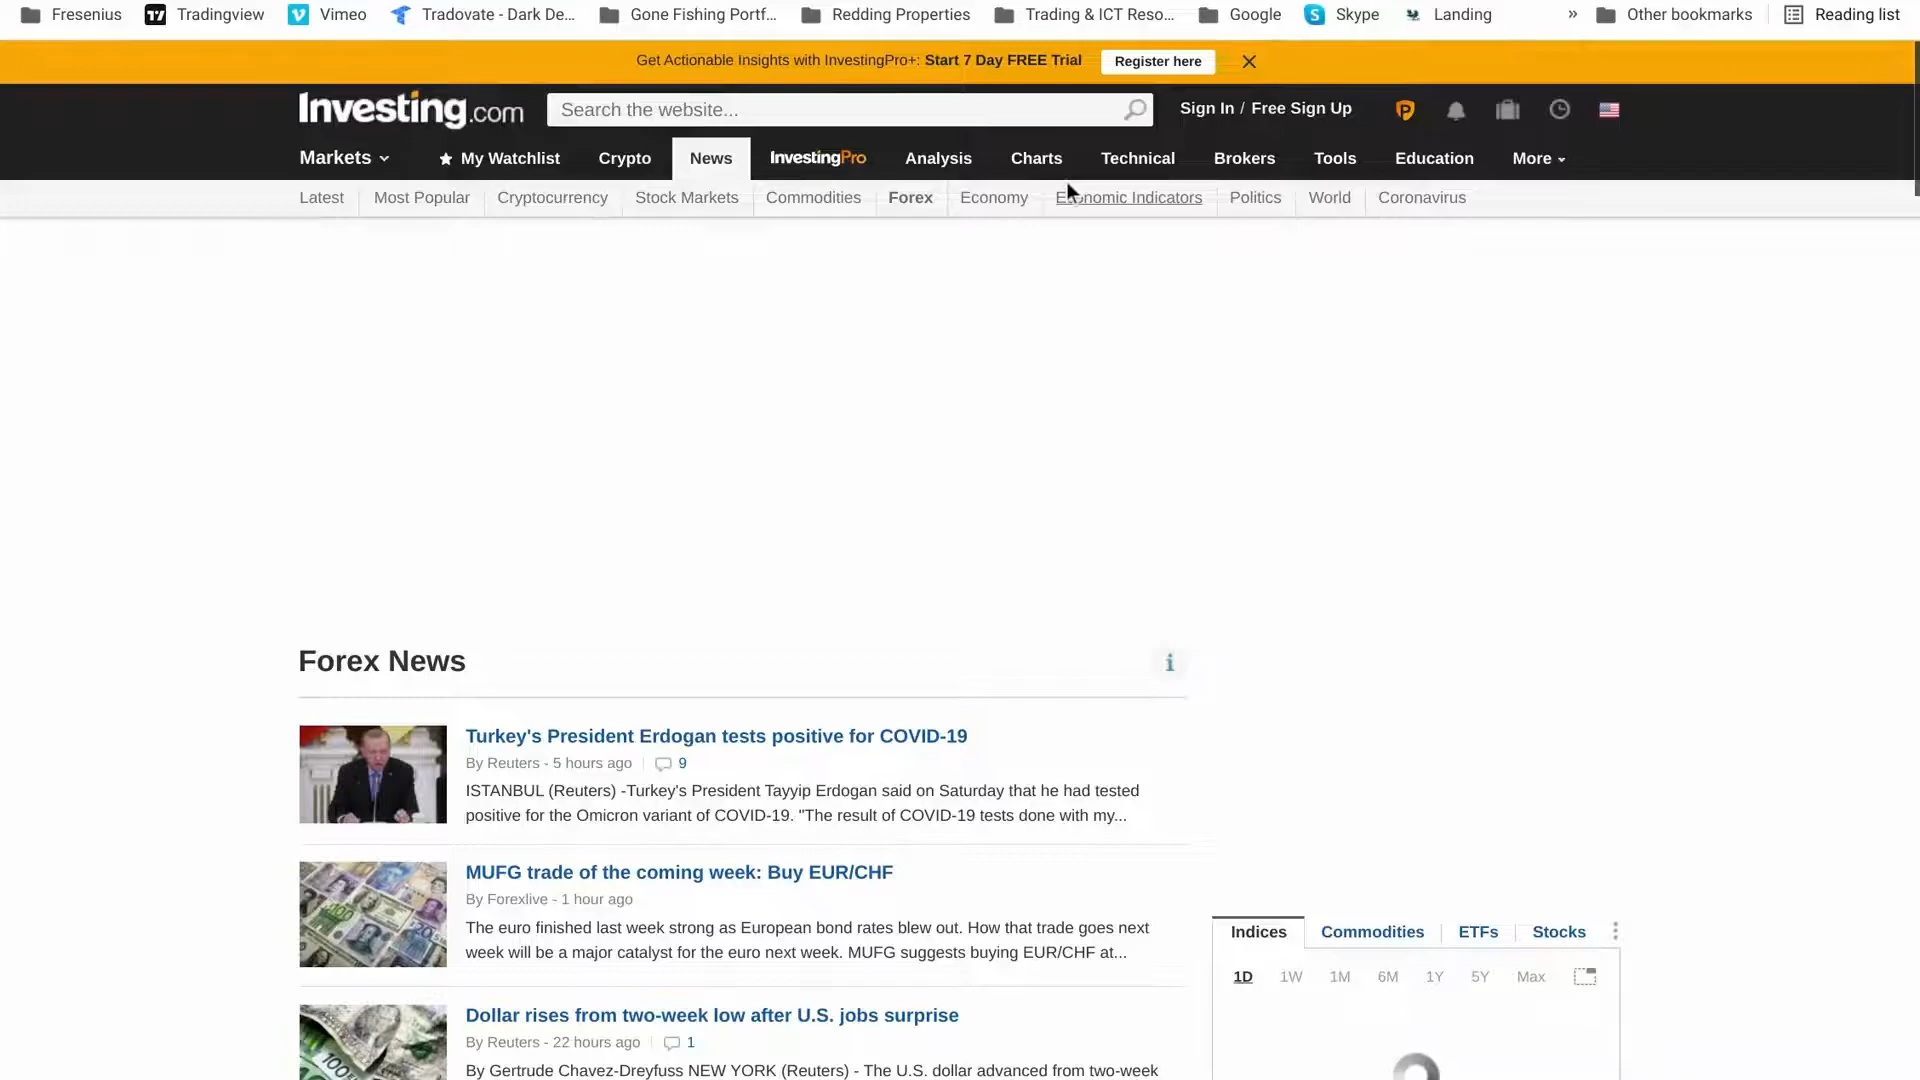 Fresenius Tradingview Vimeo Tradovate - Dark De... Gone Fishing Portf... Redding Properties Trading & ICT Reso... Google Skype Landing » Other bookmarks Reading list
Get Actionable Insights with InvestingPro+: Start 7 Day FREE Trial Register here
Investing.com Search the website... Sign In / Free Sign Up
Markets My Watchlist Crypto News InvestingPro Analysis Charts Technical Brokers Tools Education More
Latest Most Popular Cryptocurrency Stock Markets Commodities Forex Economy Economic Indicators Politics World Coronavirus
Forex News
Turkey's President Erdogan tests positive for COVID-19
By Reuters - 5 hours ago 9
ISTANBUL (Reuters) -Turkey's President Tayyip Erdogan said on Saturday that he had tested
positive for the Omicron variant of COVID-19. "The result of COVID-19 tests done with my...
MUFG trade of the coming week: Buy EUR/CHF
By Forexlive - 1 hour ago
The euro finished last week strong as European bond rates blew out. How that trade goes next
week will be a major catalyst for the euro next week. MUFG suggests buying EUR/CHF at...
Dollar rises from two-week low after U.S. jobs surprise
By Reuters - 22 hours ago 1
By Gertrude Chavez-Dreyfuss NEW YORK (Reuters) - The U.S. dollar advanced from two-week
Indices Commodities ETFs Stocks
1D 1W 1M 6M 1Y 5Y Max